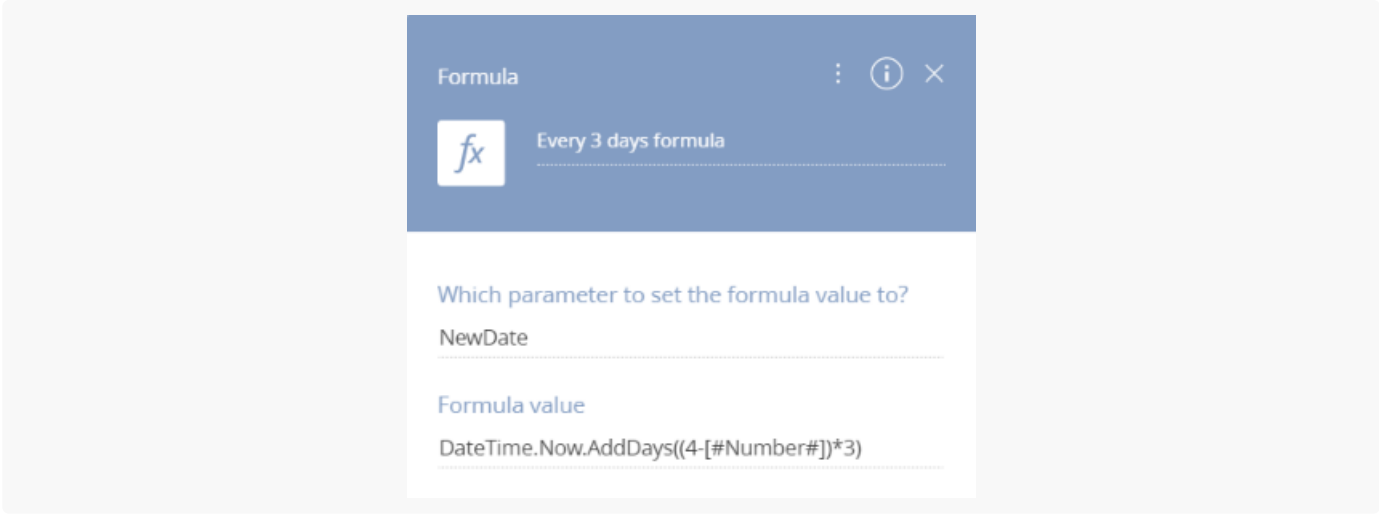 Formula
fx
Every 3 days formula
Which parameter to set the formula value to?
NewDate
Formula value
DateTime.Now.AddDays((4-[#Number#])*3)